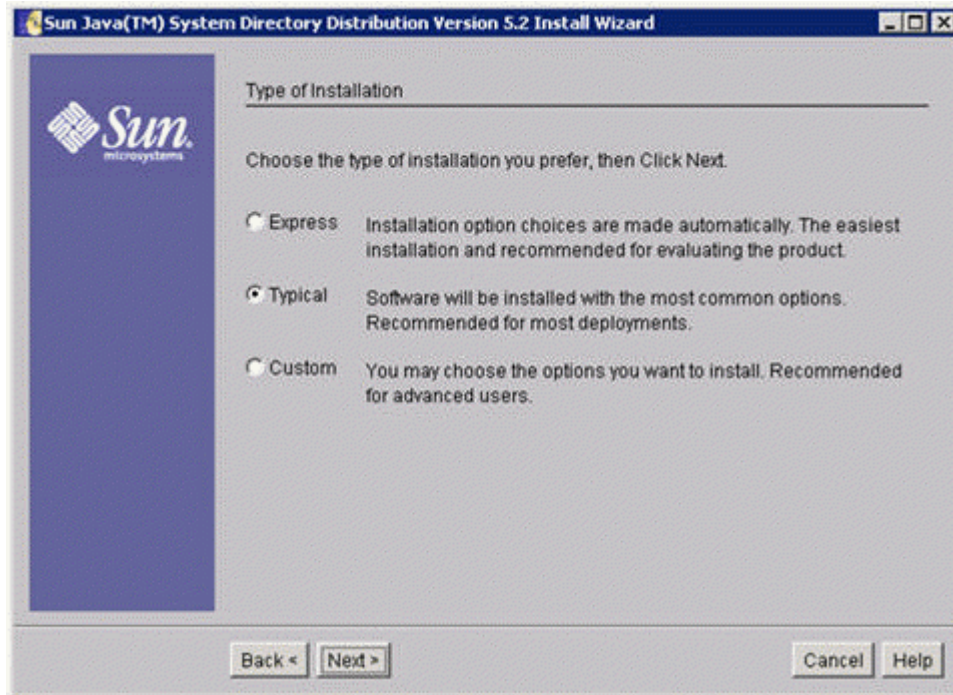 Sun Java(TM) System Directory Distribution Version 5.2 Install Wizard
Sun.
microsystems
Type of Installation
Choose the type of installation you prefer, then Click Next.
Express Installation option choices are made automatically. The easiest
installation and recommended for evaluating the product.
Typical Software will be installed with the most common options.
Recommended for most deployments.
Custom You may choose the options you want to install. Recommended
for advanced users.
Back < Next > Cancel Help